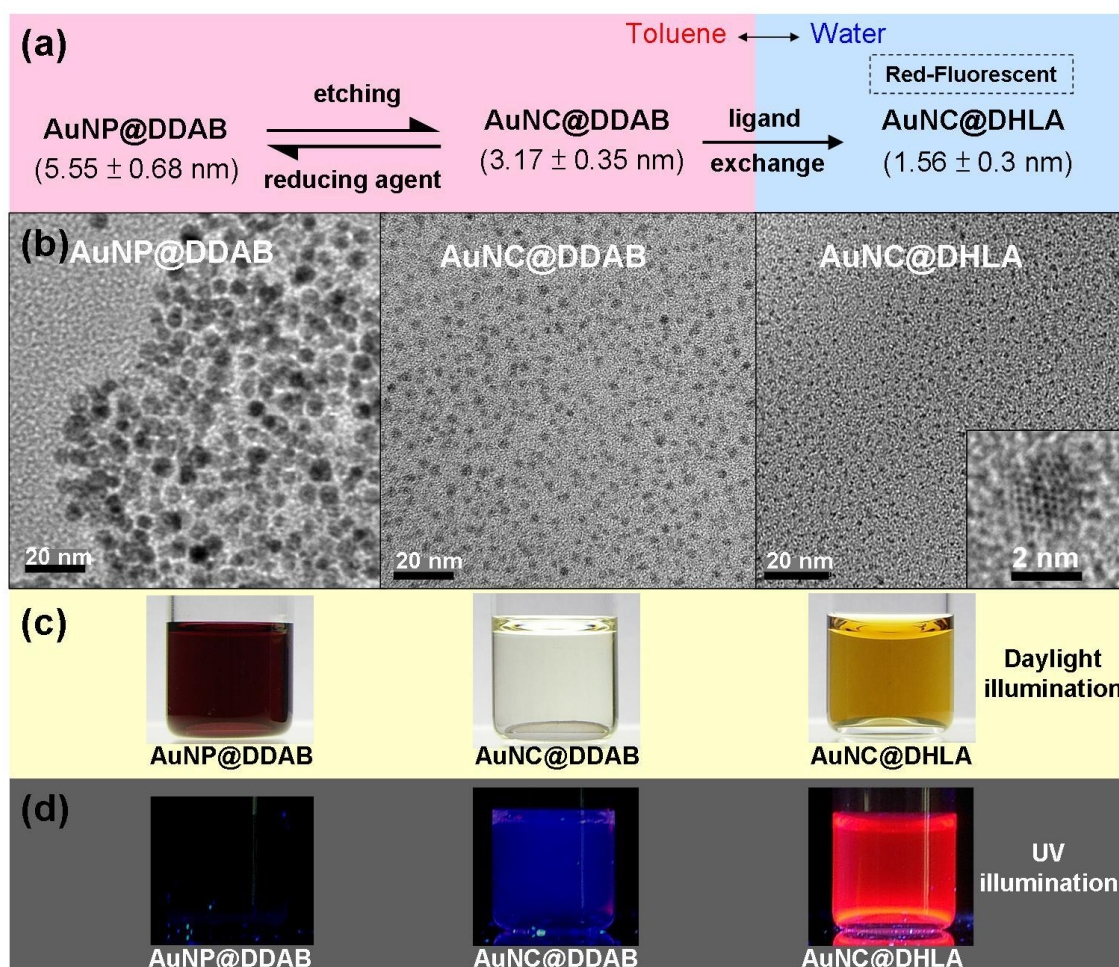 (a)
Toluene ⟷ Water
Red-Fluorescent
AuNP@DDAB
(5.55 ± 0.68 nm)
etching
reducing agent
AuNC@DDAB
(3.17 ± 0.35 nm)
ligand
exchange
AuNC@DHLA
(1.56 ± 0.3 nm)
(b)
AuNP@DDAB
AuNC@DDAB
AuNC@DHLA
20 nm
20 nm
20 nm
2 nm
(c)
Daylight
illumination
AuNP@DDAB
AuNC@DDAB
AuNC@DHLA
(d)
UV
illumination
AuNP@DDAB
AuNC@DDAB
AuNC@DHLA